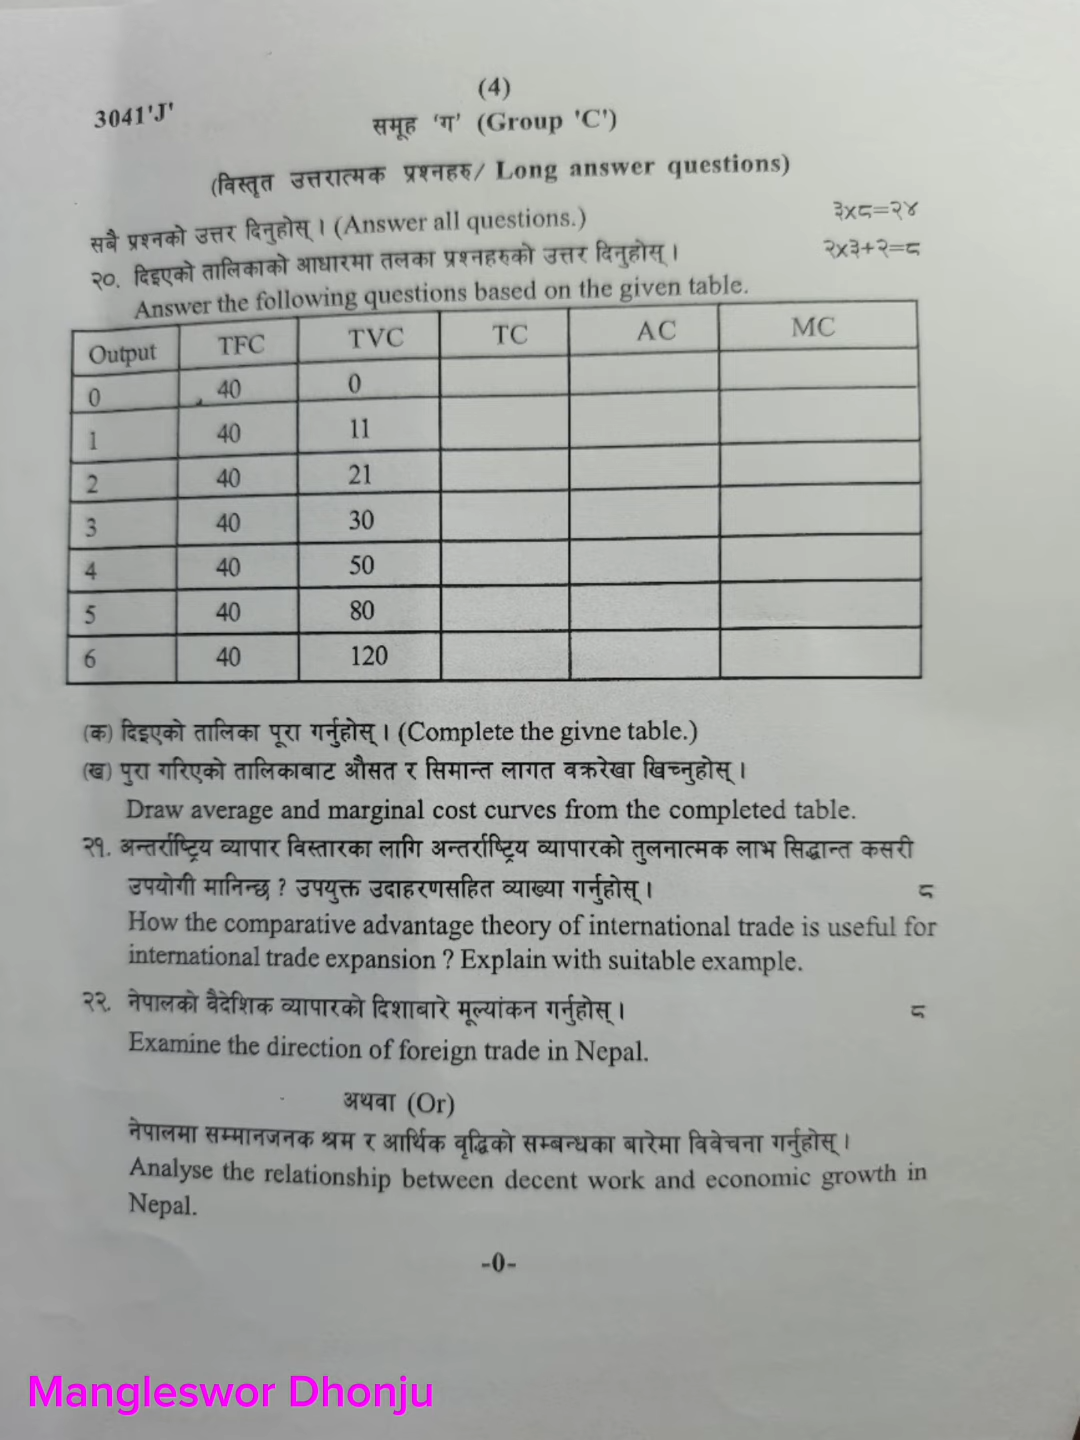 (4)
3041'J'
समूह 'ग' (Group 'C')
(विस्तृत उत्तरात्मक प्रश्नहरु/ Long answer questions)
सबै प्रश्नको उत्तर दिनुहोस् । (Answer all questions.) ३x८=२४
२०. दिइएको तालिकाको आधारमा तलका प्रश्नहरुको उत्तर दिनुहोस् । २x३+२=८
Answer the following questions based on the given table.
Output TFC TVC TC AC MC
0 40 0
1 40 11
2 40 21
3 40 30
4 40 50
5 40 80
6 40 120
(क) दिइएको तालिका पूरा गर्नुहोस् । (Complete the givne table.)
(ख) पुरा गरिएको तालिकाबाट औसत र सिमान्त लागत वक्ररेखा खिच्नुहोस् ।
Draw average and marginal cost curves from the completed table.
२१. अन्तर्राष्ट्रिय व्यापार विस्तारका लागि अन्तर्राष्ट्रिय व्यापारको तुलनात्मक लाभ सिद्धान्त कसरी
उपयोगी मानिन्छ ? उपयुक्त उदाहरणसहित व्याख्या गर्नुहोस् । ८
How the comparative advantage theory of international trade is useful for
international trade expansion ? Explain with suitable example.
२२. नेपालको वैदेशिक व्यापारको दिशाबारे मूल्यांकन गर्नुहोस् । ८
Examine the direction of foreign trade in Nepal.
अथवा (Or)
नेपालमा सम्मानजनक श्रम र आर्थिक वृद्धिको सम्बन्धका बारेमा विवेचना गर्नुहोस् ।
Analyse the relationship between decent work and economic growth in
Nepal.
-0-
Mangleswor Dhonju